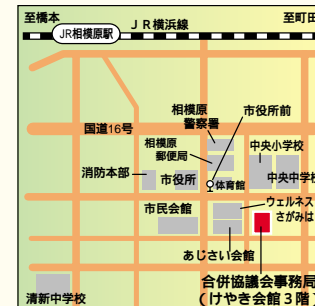 至橋本
JR横浜線
至町田
JR相模原駅
相模原
警察署
市役所前
国道16号
相模原
郵便局
中央小学校
消防本部
市役所
体育館
中央中学校
市民会館
ウェルネス
さがみは
あじさい会館
合併協議会事務局
(けやき会館3階)
清新中学校